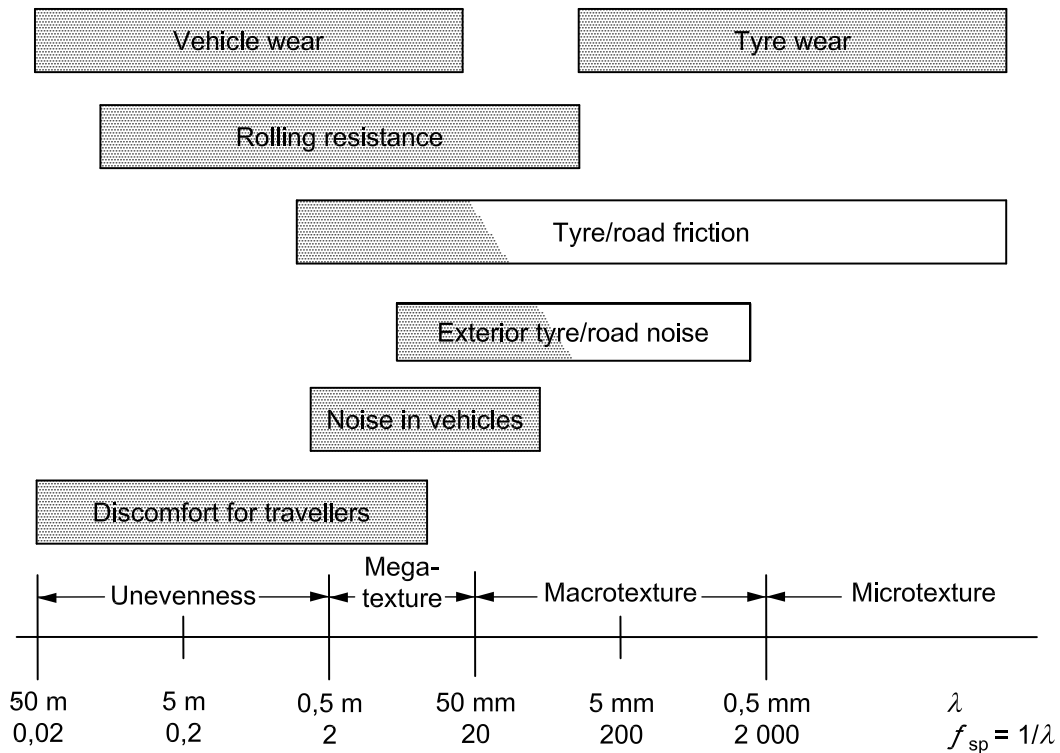 Vehicle wear
Tyre wear
Rolling resistance
Tyre/road friction
Exterior tyre/road noise
Noise in vehicles
Discomfort for travellers
Unevenness
Mega-
texture
Macrotexture
Microtexture
50 m 5 m 0,5 m 50 mm 5 mm 0,5 mm λ
0,02 0,2 2 20 200 2 000 f sp = 1/λ